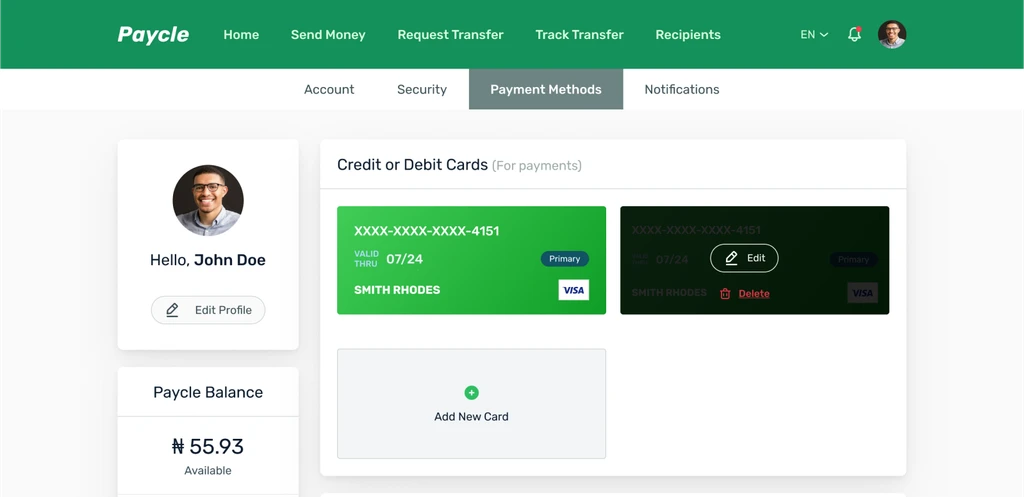 Paycle
Home
Send Money
Request Transfer
Track Transfer
Recipients
EN
Account
Security
Payment Methods
Notifications
Hello, John Doe
Edit Profile
Paycle Balance
₦ 55.93
Available
Credit or Debit Cards (For payments)
XXXX-XXXX-XXXX-4151
VALID
THRU 07/24
Primary
SMITH RHODES
VISA
XXXX-XXXX-XXXX-4151
07/24
Edit
Primary
SMITH RHODES
Delete
VISA
Add New Card